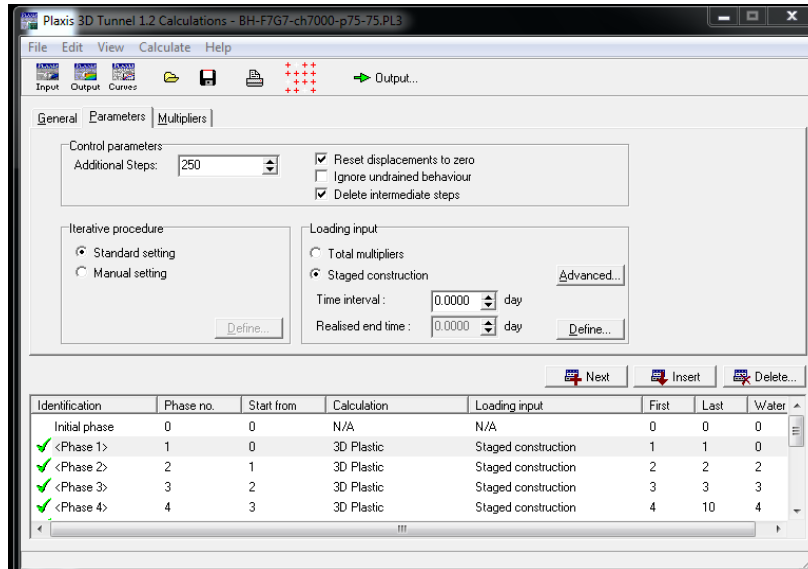 Plaxis 3D Tunnel 1.2 Calculations - BH-F7G7-ch7000-p75-75.PL3
File Edit View Calculate Help
Input Output Curves Output...
General Parameters Multipliers
Control parameters
Additional Steps: 250
Reset displacements to zero
Ignore undrained behaviour
Delete intermediate steps
Iterative procedure
Standard setting
Manual setting
Define...
Loading input
Total multipliers
Staged construction Advanced...
Time interval : 0.0000 day
Realised end time : 0.0000 day Define...
Next Insert Delete...
Identification Phase no. Start from Calculation Loading input First Last Water
Initial phase 0 0 N/A N/A 0 0 0
<Phase 1> 1 0 3D Plastic Staged construction 1 1 0
<Phase 2> 2 1 3D Plastic Staged construction 2 2 2
<Phase 3> 3 2 3D Plastic Staged construction 3 3 3
<Phase 4> 4 3 3D Plastic Staged construction 4 10 4